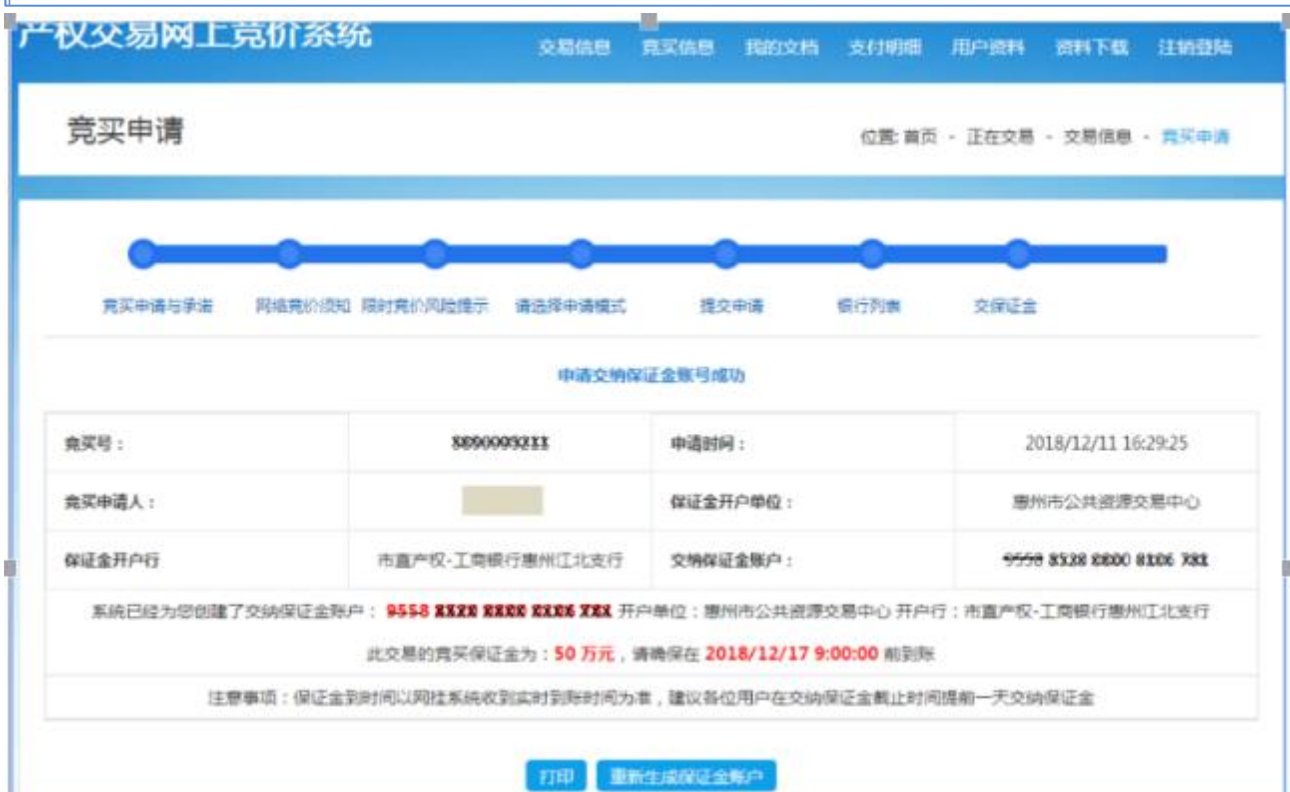 产权交易网上竞价系统
交易信息 竞买信息 我的文档 支付明细 用户资料 资料下载 注销登陆
竞买申请
位置: 首页 - 正在交易 - 交易信息 - 竞买申请
竞买申请与承诺 网络竞价须知 限时竞价风险提示 请选择申请模式 提交申请 银行列表 交保证金
申请交纳保证金账号成功
竞买号： 申请时间： 2018/12/11 16:29:25
竞买申请人： 保证金开户单位： 惠州市公共资源交易中心
保证金开户行 市直产权-工商银行惠州江北支行 交纳保证金账户：
系统已经为您创建了交纳保证金账户： 9558 开户单位：惠州市公共资源交易中心 开户行：市直产权-工商银行惠州江北支行
此交易的竞买保证金为：50 万元，请确保在 2018/12/17 9:00:00 前到账
注意事项：保证金到时间以网挂系统收到实时到账时间为准，建议各位用户在交纳保证金截止时间提前一天交纳保证金
打印 重新生成保证金账户